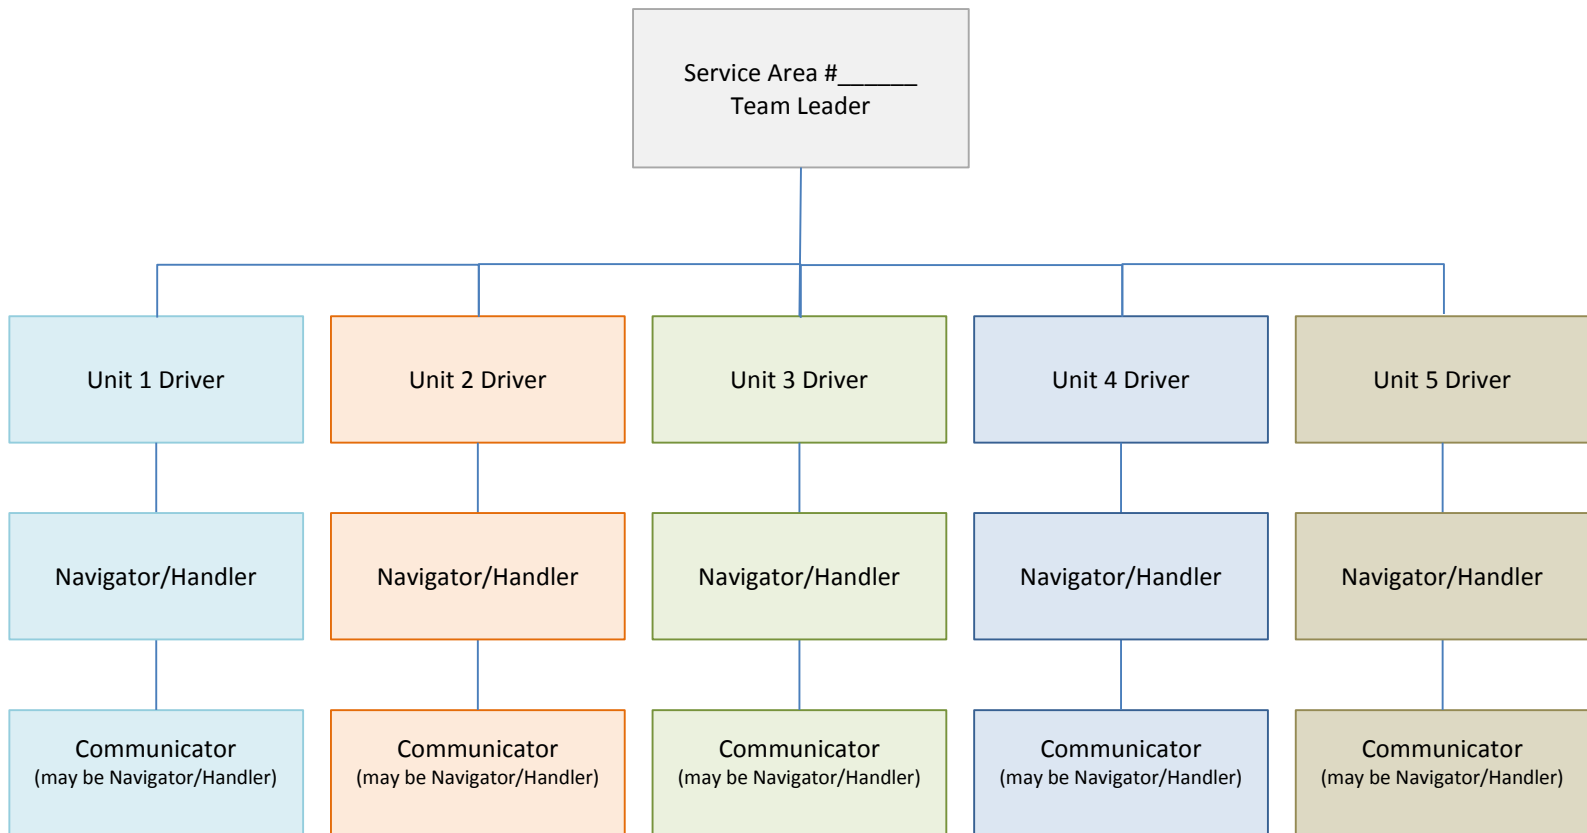 Service Area #______
Team Leader
Unit 1 Driver
Unit 2 Driver
Unit 3 Driver
Unit 4 Driver
Unit 5 Driver
Navigator/Handler
Navigator/Handler
Navigator/Handler
Navigator/Handler
Navigator/Handler
Communicator
(may be Navigator/Handler)
Communicator
(may be Navigator/Handler)
Communicator
(may be Navigator/Handler)
Communicator
(may be Navigator/Handler)
Communicator
(may be Navigator/Handler)